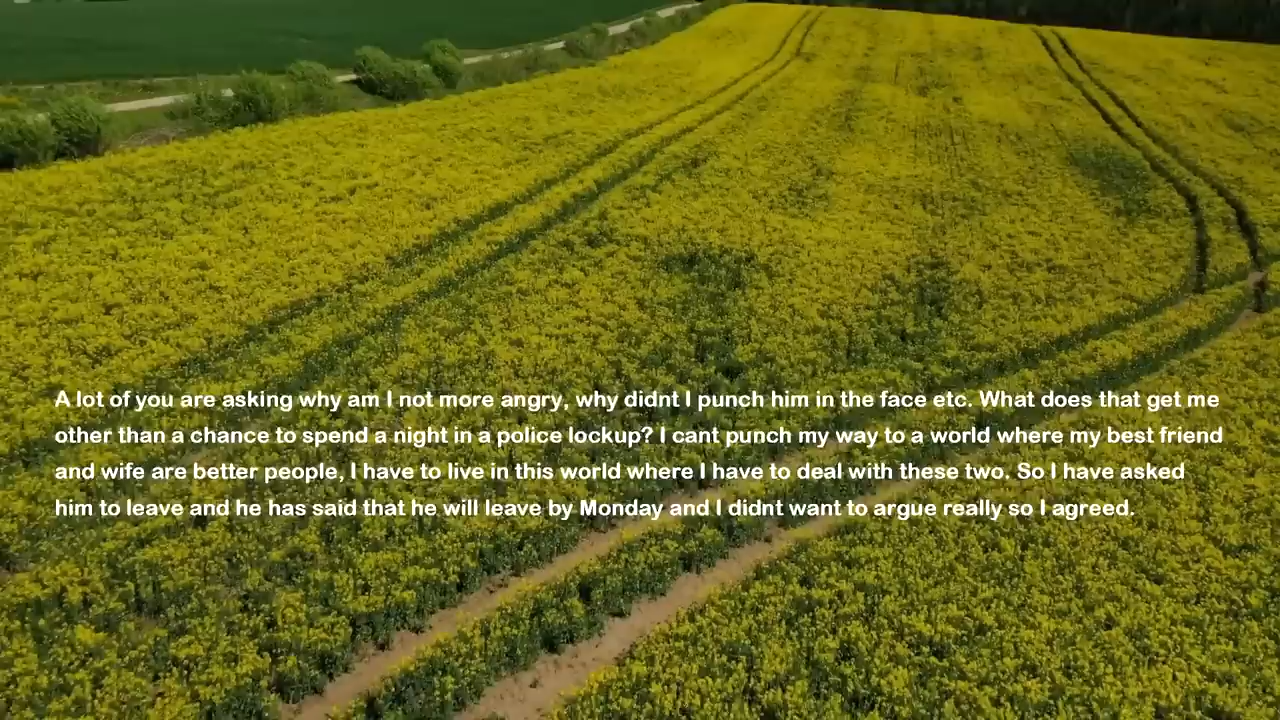 A lot of you are asking why am I not more angry, why didnt I punch him in the face etc. What does that get me
other than a chance to spend a night in a police lockup? I cant punch my way to a world where my best friend
and wife are better people, I have to live in this world where I have to deal with these two. So I have asked
him to leave and he has said that he will leave by Monday and I didnt want to argue really so I agreed.